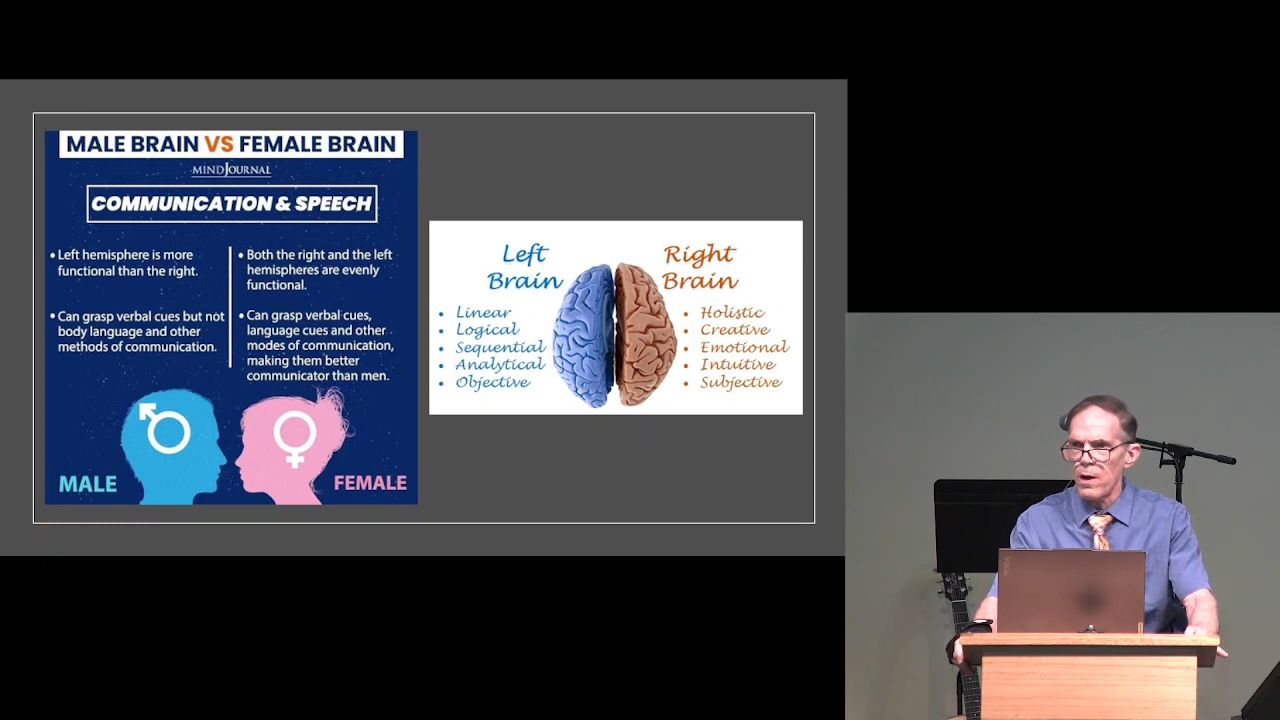 MALE BRAIN VS FEMALE BRAIN
MINDJOURNAL
COMMUNICATION & SPEECH
• Left hemisphere is more
functional than the right.
• Can grasp verbal cues but not
body language and other
methods of communication.
• Both the right and the left
hemispheres are evenly
functional.
• Can grasp verbal cues,
language cues and other
modes of communication,
making them better
communicator than men.
MALE
FEMALE
Left
Brain
• Linear
• Logical
• Sequential
• Analytical
• Objective
Right
Brain
• Holistic
• Creative
• Emotional
• Intuitive
• Subjective